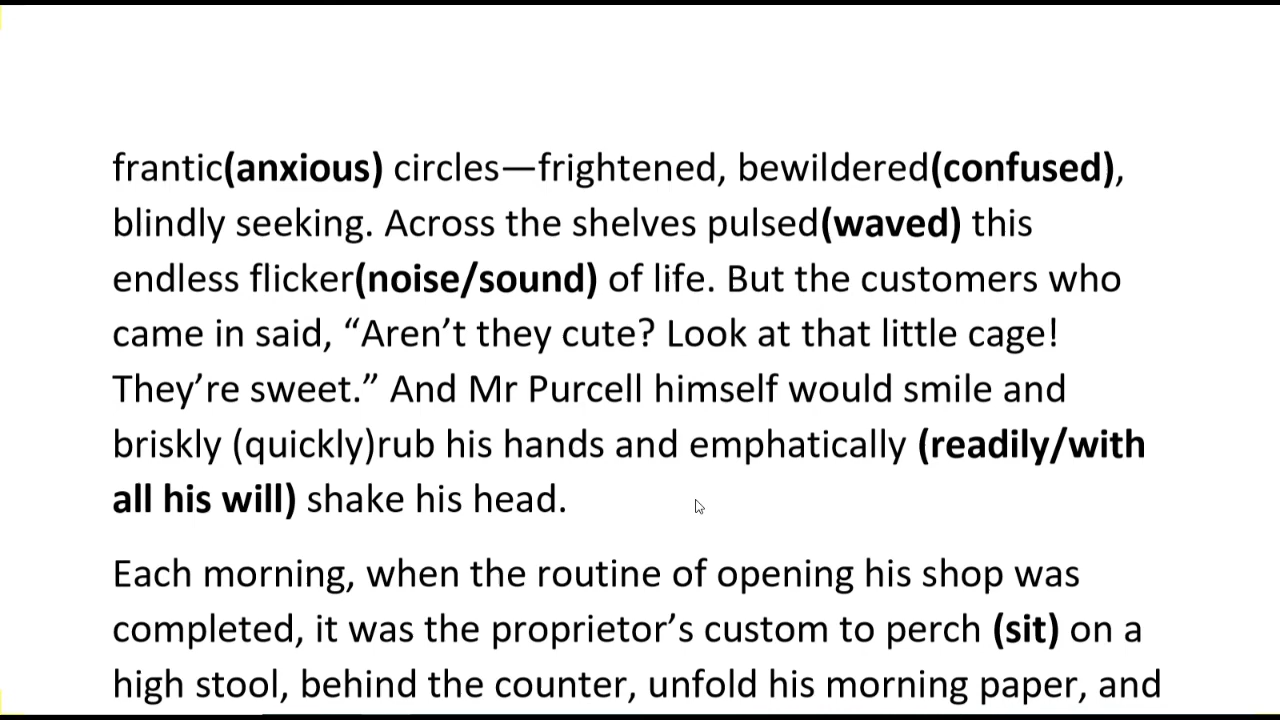 frantic(anxious) circles—frightened, bewildered(confused),
blindly seeking. Across the shelves pulsed(waved) this
endless flicker(noise/sound) of life. But the customers who
came in said, “Aren’t they cute? Look at that little cage!
They’re sweet.” And Mr Purcell himself would smile and
briskly (quickly)rub his hands and emphatically (readily/with
all his will) shake his head.
Each morning, when the routine of opening his shop was
completed, it was the proprietor’s custom to perch (sit) on a
high stool, behind the counter, unfold his morning paper, and